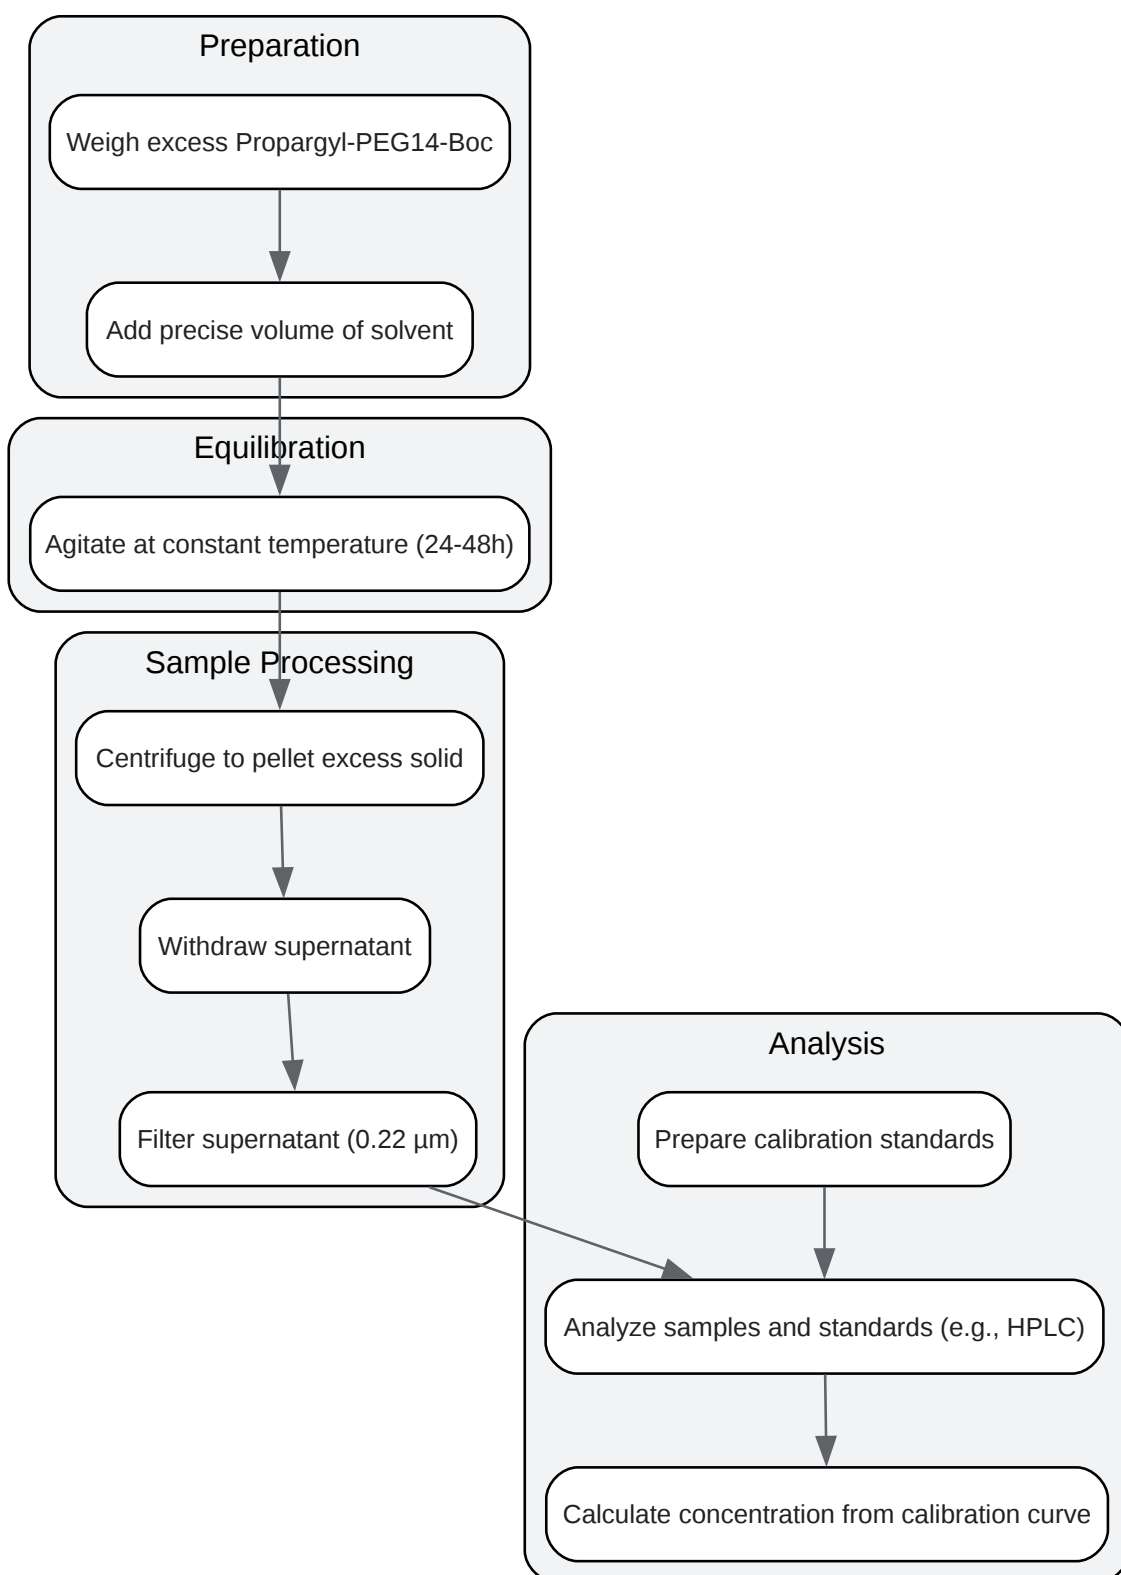 Preparation
Weigh excess Propargyl-PEG14-Boc
Add precise volume of solvent
Equilibration
Agitate at constant temperature (24-48h)
Sample Processing
Centrifuge to pellet excess solid
Withdraw supernatant
Filter supernatant (0.22 µm)
Analysis
Prepare calibration standards
Analyze samples and standards (e.g., HPLC)
Calculate concentration from calibration curve